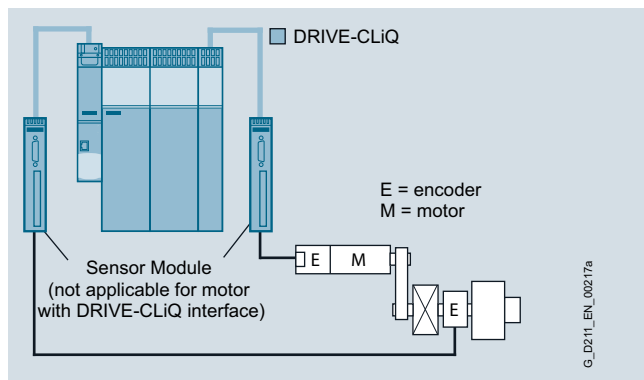 DRIVE-CLiQ
E = encoder
M = motor
Sensor Module
(not applicable for motor
with DRIVE-CLiQ interface)
E
M
E
G_D211_EN_00217a